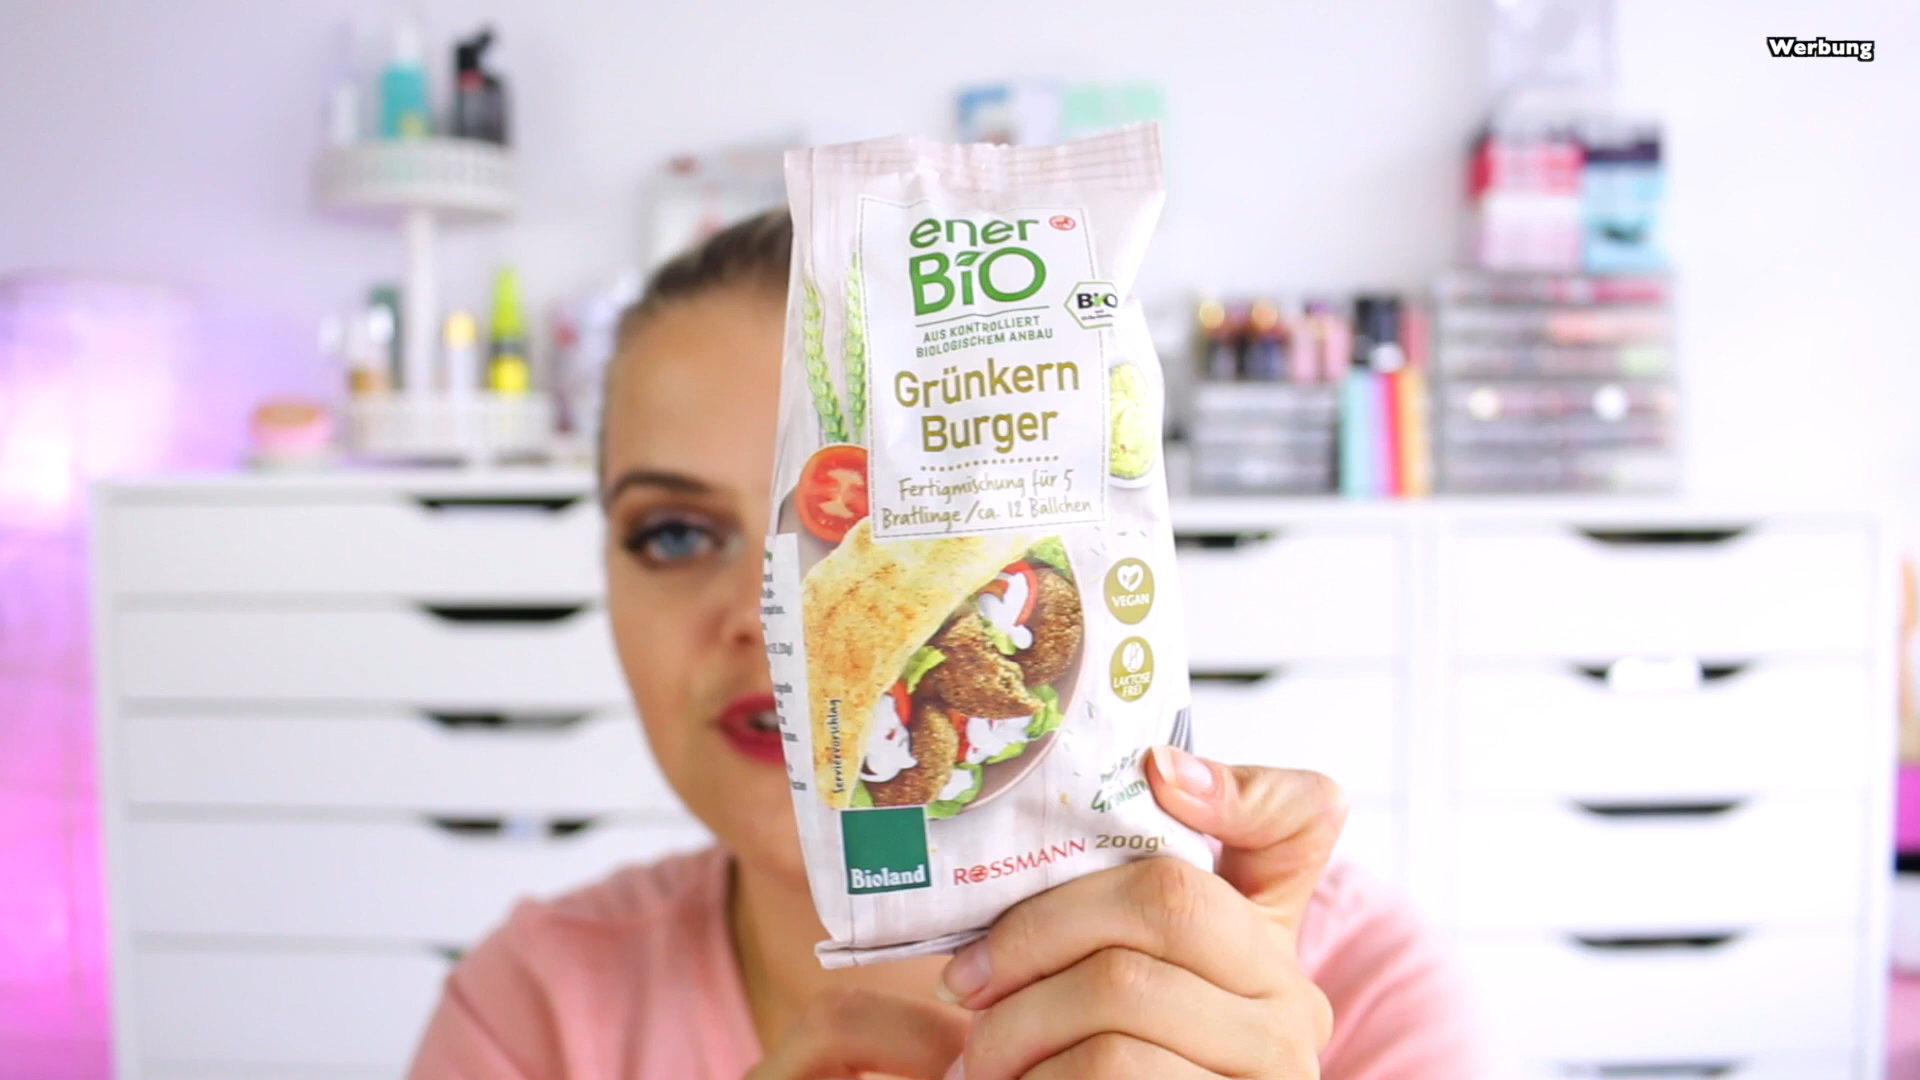 Werbung
ener
BiO
AUS KONTROLLIERT
BIOLOGISCHEM ANBAU
BIO
Grünkern
Burger
Fertigmischung für 5
Bratlinge/ca. 12 Bällchen
VEGAN
LAKTOSE
FREI
Serviervorschlag
Bioland
ROSSMANN 200g